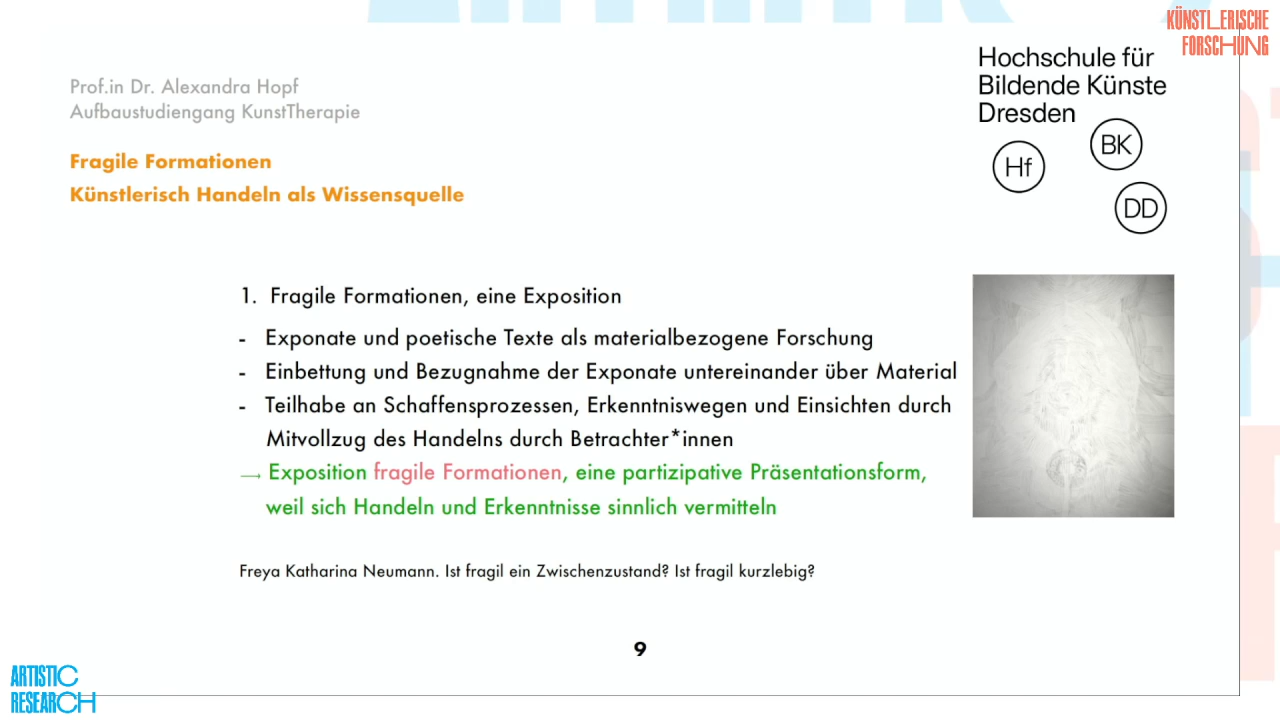 KÜNSTL_ERISCHE
FORSCHUNG
Hochschule für
Bildende Künste
Dresden
Hf
BK
DD
Prof.in Dr. Alexandra Hopf
Aufbaustudiengang KunstTherapie
Fragile Formationen
Künstlerisch Handeln als Wissensquelle
1. Fragile Formationen, eine Exposition
- Exponate und poetische Texte als materialbezogene Forschung
- Einbettung und Bezugnahme der Exponate untereinander über Material
- Teilhabe an Schaffensprozessen, Erkenntniswegen und Einsichten durch
Mitvollzug des Handelns durch Betrachter*innen
→ Exposition fragile Formationen, eine partizipative Präsentationsform,
weil sich Handeln und Erkenntnisse sinnlich vermitteln
Freya Katharina Neumann. Ist fragil ein Zwischenzustand? Ist fragil kurzlebig?
9
ARTISTIC
RESEARCH